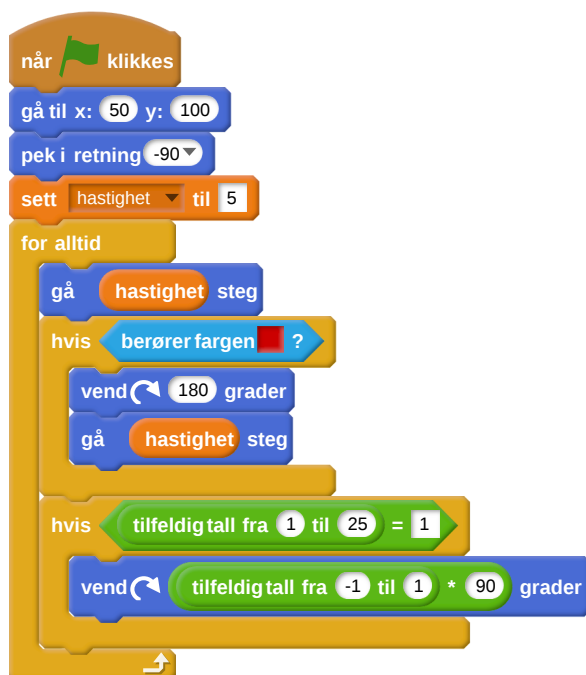 når klikkes
gå til x: 50 y: 100
pek i retning -90
sett hastighet til 5
for alltid
gå hastighet steg
hvis berører fargen ?
vend 180 grader
gå hastighet steg
hvis tilfeldig tall fra 1 til 25 = 1
vend tilfeldig tall fra -1 til 1 * 90 grader